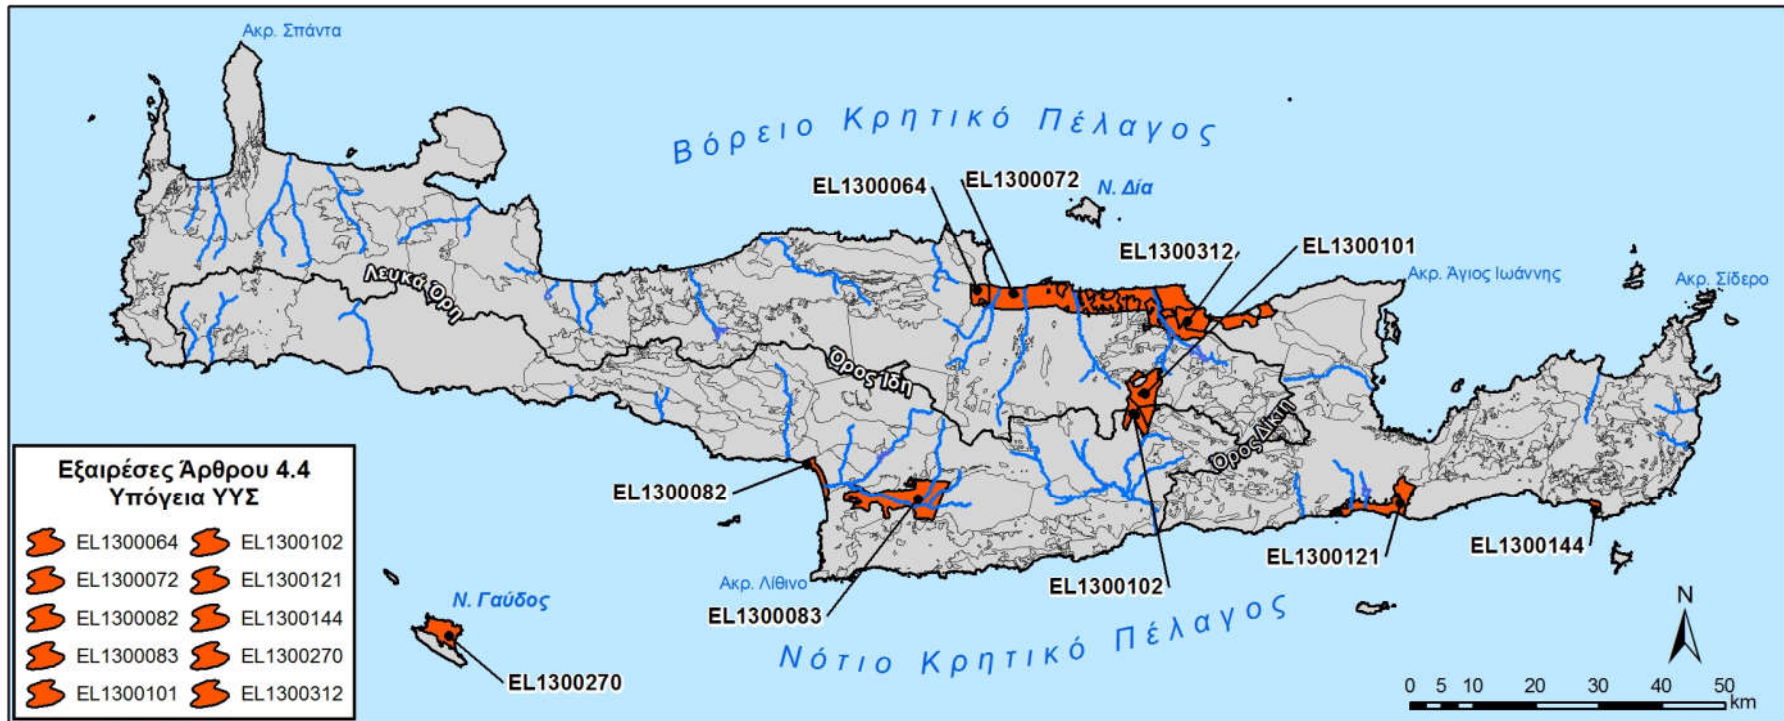 Ακρ. Σπάντα
Βόρειο Κρητικό Πέλαγος
EL1300064
EL1300072
Ν. Δία
EL1300312
EL1300101
Ακρ. Άγιος Ιωάννης
Ακρ. Σίδερο
Λευκά Όρη
Όρος Ίδη
Όρος Δίκτη
EL1300082
EL1300083
EL1300102
EL1300121
EL1300144
Ακρ. Λίθινο
Ν. Γαύδος
EL1300270
Νότιο Κρητικό Πέλαγος
Εξαιρέσες Άρθρου 4.4
Υπόγεια ΥΥΣ
EL1300064 EL1300102
EL1300072 EL1300121
EL1300082 EL1300144
EL1300083 EL1300270
EL1300101 EL1300312
N
0 5 10 20 30 40 50
km